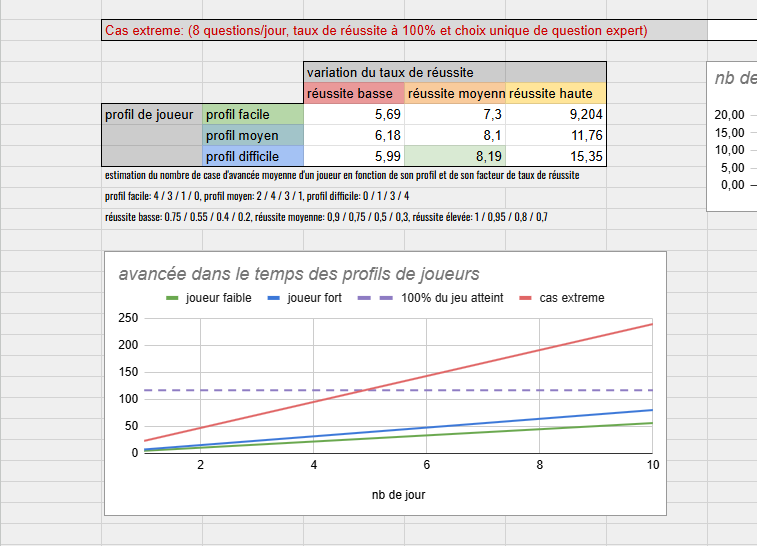 Cas extreme: (8 questions/jour, taux de réussite à 100% et choix unique de question expert)
variation du taux de réussite
réussite basse réussite moyenn réussite haute
profil de joueur profil facile 5,69 7,3 9,204
profil moyen 6,18 8,1 11,76
profil difficile 5,99 8,19 15,35
estimation du nombre de case d'avancée moyenne d'un joueur en fonction de son profil et de son facteur de taux de réussite
profil facile: 4 / 3 / 1 / 0, profil moyen: 2 / 4 / 3 / 1, profil difficile: 0 / 1 / 3 / 4
réussite basse: 0.75 / 0.55 / 0.4 / 0.2, réussite moyenne: 0,9 / 0,75 / 0,5 / 0,3, réussite élevée: 1 / 0,95 / 0,8 / 0,7
nb de
20,00
15,00
10,00
5,00
0,00
avancée dans le temps des profils de joueurs
joueur faible joueur fort 100% du jeu atteint cas extreme
250
200
150
100
50
0
2 4 6 8 10
nb de jour